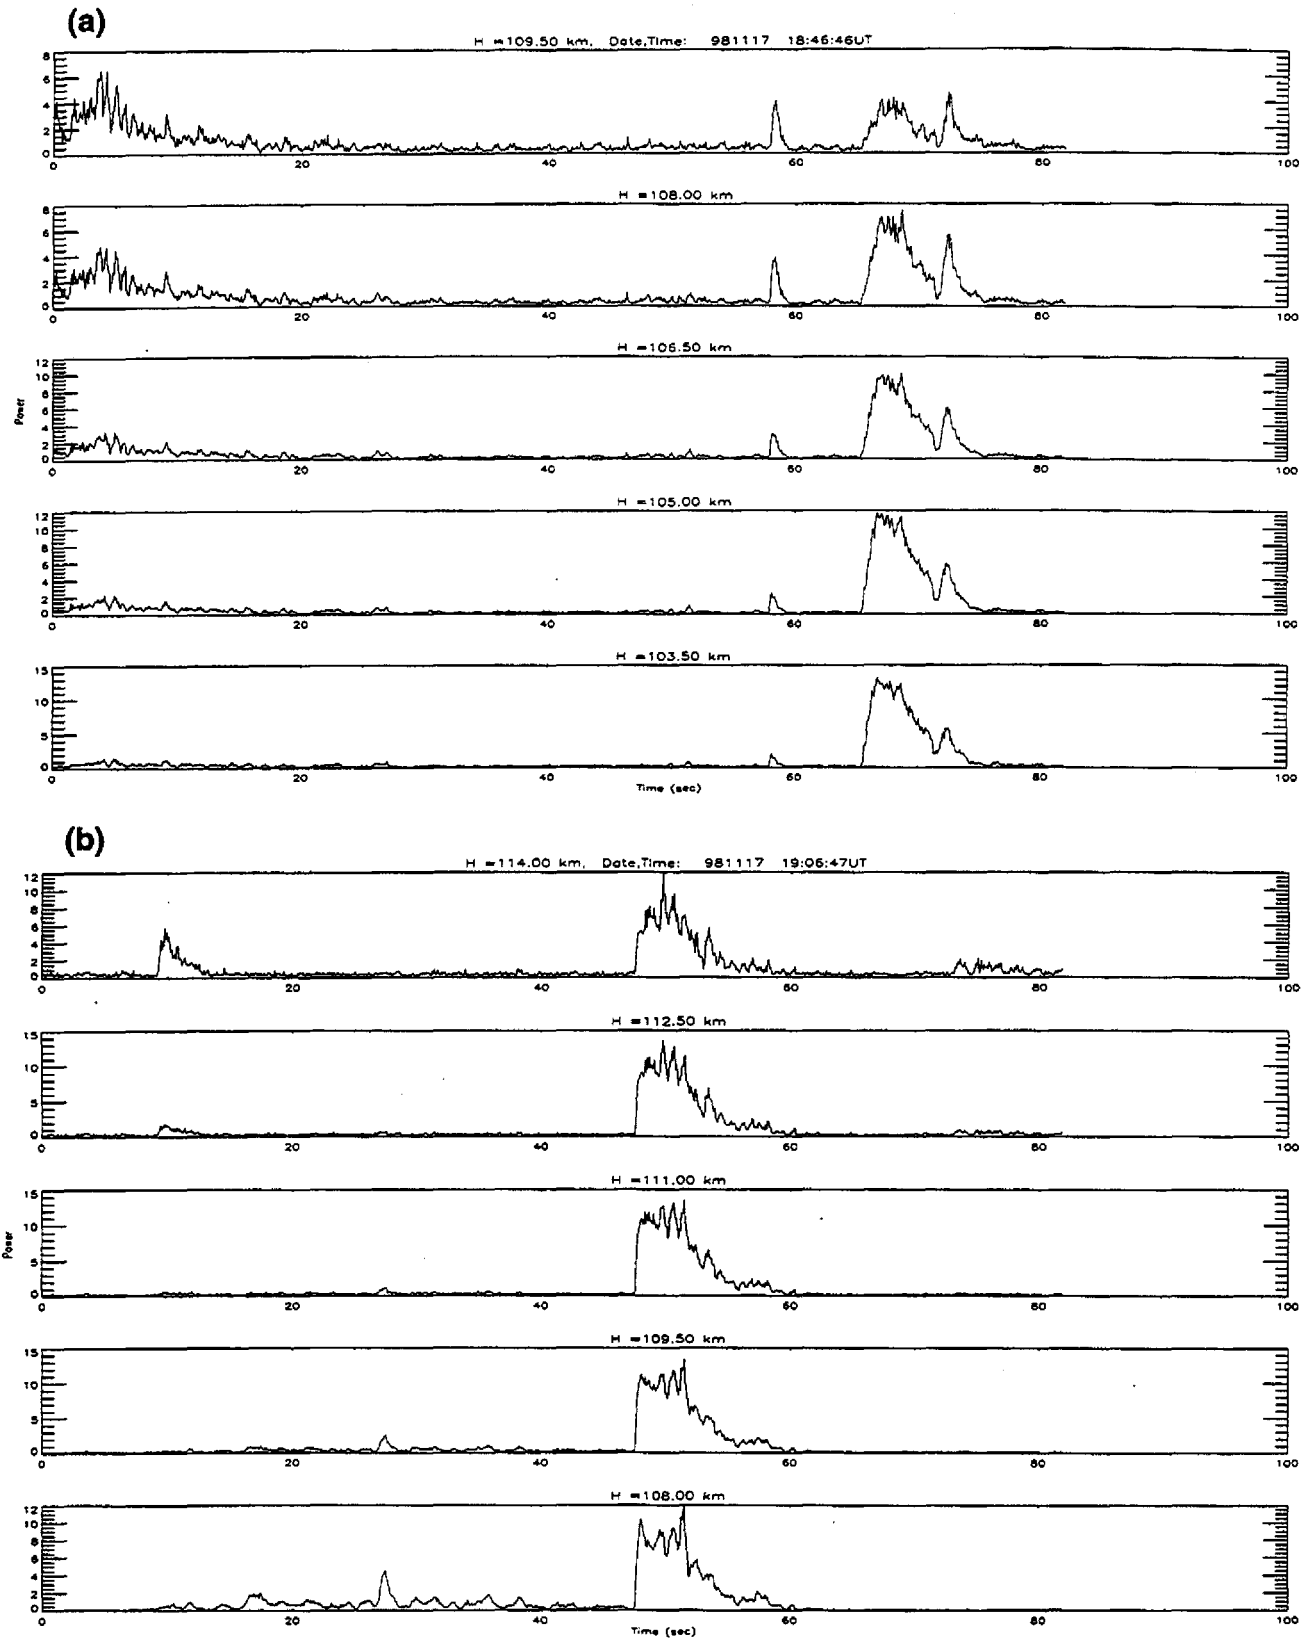 (a)
H =109.50 km, Date,Time: 981117 18:46:46UT
8
6
4
2
0
0 20 40 60 80 100
H =108.00 km
8
6
4
2
0
0 20 40 60 80 100
H =106.50 km
12
10
8
6
4
2
0
Power
0 20 40 60 80 100
H =105.00 km
12
10
8
6
4
2
0
0 20 40 60 80 100
H =103.50 km
15
10
5
0
0 20 40 60 80 100
Time (sec)
(b)
H =114.00 km, Date,Time: 981117 19:06:47UT
12
10
8
6
4
2
0
0 20 40 60 80 100
H =112.50 km
15
10
5
0
0 20 40 60 80 100
H =111.00 km
15
10
5
0
Power
0 20 40 60 80 100
H =109.50 km
15
10
5
0
0 20 40 60 80 100
H =108.00 km
12
10
8
6
4
2
0
0 20 40 60 80 100
Time (sec)